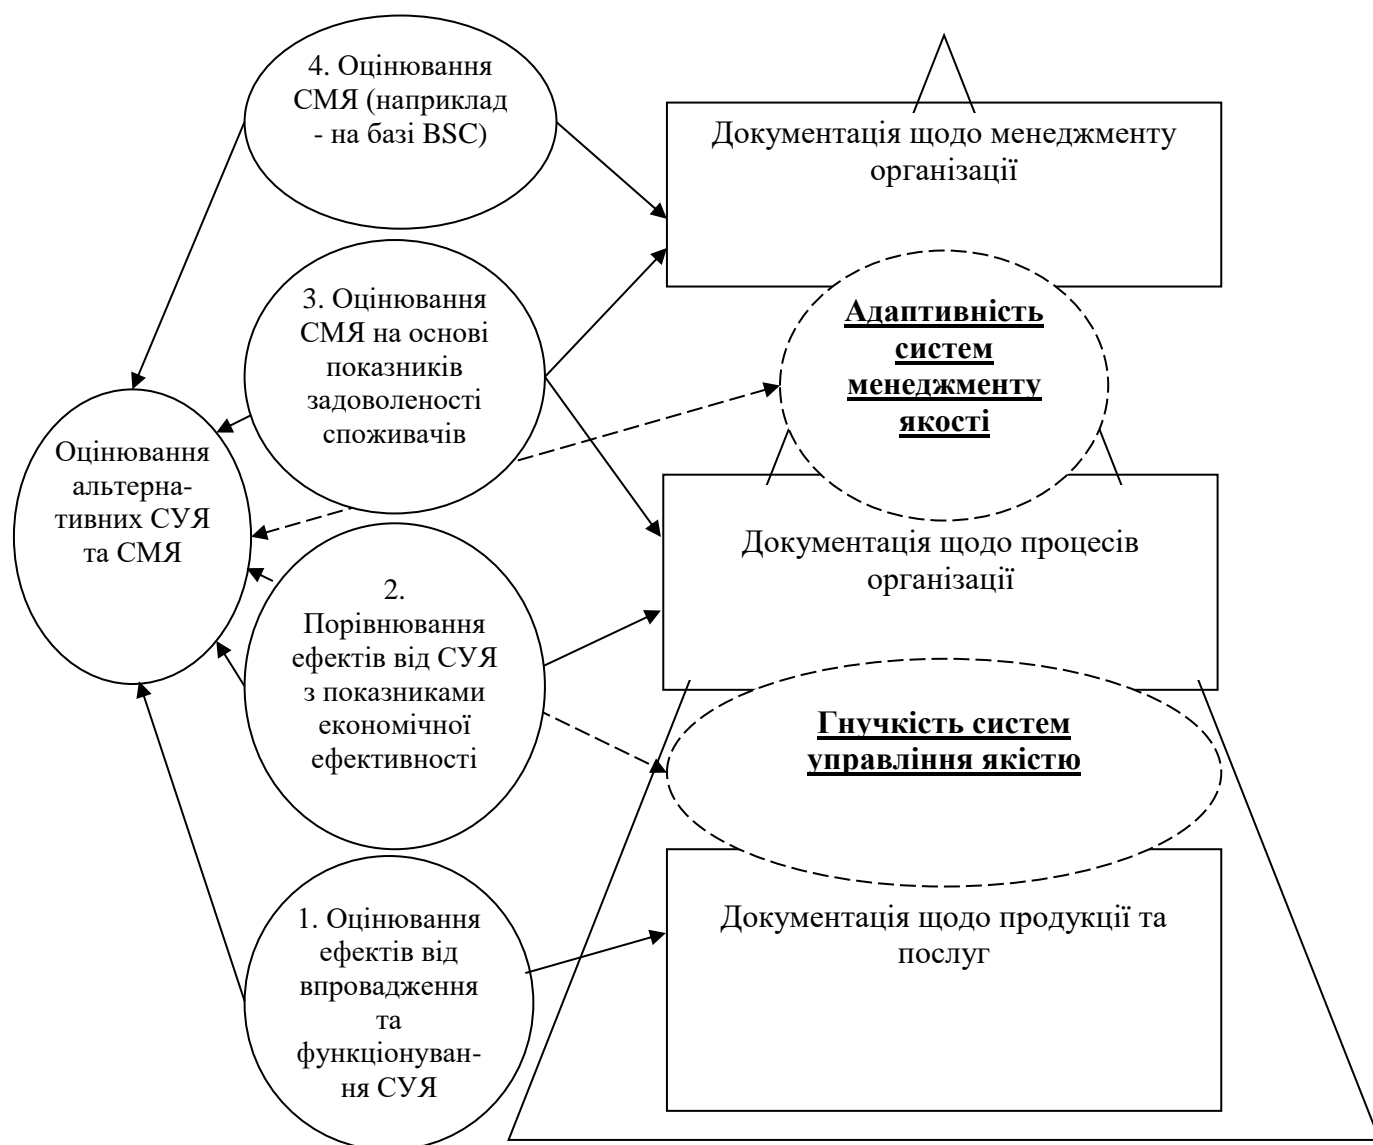 4. Оцінювання
СМЯ (наприклад
- на базі BSC)
Документація щодо менеджменту
організації
3. Оцінювання
СМЯ на основі
показників
задоволеності
споживачів
Адаптивність
систем
менеджменту
якості
Оцінювання
альтерна-
тивних СУЯ
та СМЯ
Документація щодо процесів
організації
2.
Порівнювання
ефектів від СУЯ
з показниками
економічної
ефективності
Гнучкість систем
управління якістю
1. Оцінювання
ефектів від
впровадження
та
функціонуван-
ня СУЯ
Документація щодо продукції та
послуг